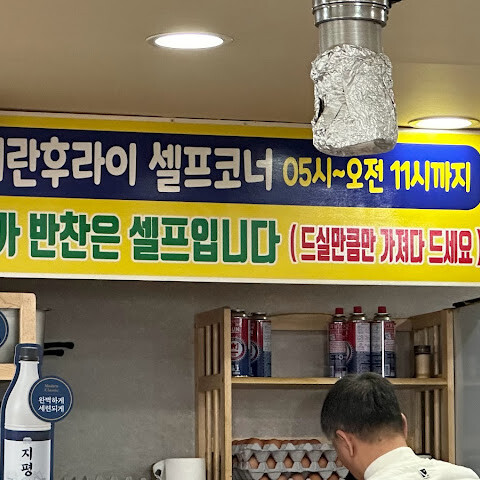 란후라이 셀프코너 05시~오전 11시까지
가 반찬은 셀프입니다 (드실만큼만 가져다 드세요)
완벽하게
세련되게
지평